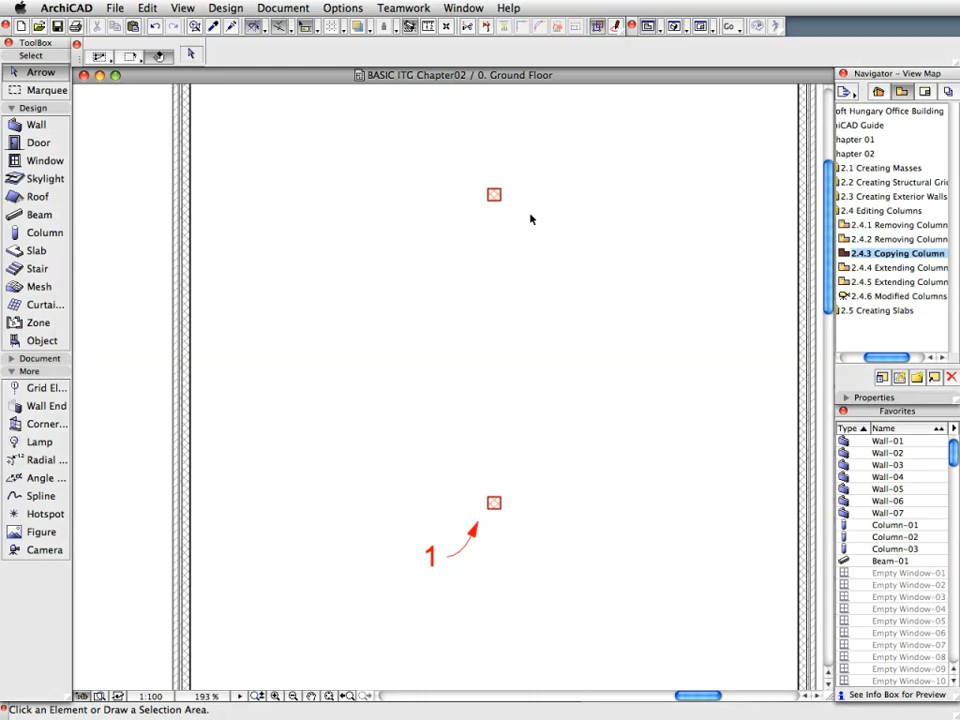 ArchiCAD File Edit View Design Document Options Teamwork Window Help
Go...
ToolBox
Select
Arrow
Marquee
Design
Wall
Door
Window
Skylight
Roof
Beam
Column
Slab
Stair
Mesh
Curtai...
Zone
Object
Document
More
Grid El...
Wall End
Corner...
Lamp
Radial ...
Angle ...
Spline
Hotspot
Figure
Camera
BASIC ITG Chapter02 / 0. Ground Floor
1
1:100
193 %
Click an Element or Draw a Selection Area.
Navigator - View Map
oft Hungary Office Building
iCAD Guide
hapter 01
hapter 02
2.1 Creating Masses
2.2 Creating Structural Gri
2.3 Creating Exterior Walls
2.4 Editing Columns
2.4.1 Removing Column
2.4.2 Removing Column
2.4.3 Copying Column
2.4.4 Extending Column
2.4.5 Extending Column
2.4.6 Modified Columns
2.5 Creating Slabs
Properties
Favorites
Type Name
Wall-01
Wall-02
Wall-03
Wall-04
Wall-05
Wall-06
Wall-07
Column-01
Column-02
Column-03
Beam-01
Empty Window-01
Empty Window-02
Empty Window-03
Empty Window-04
Empty Window-05
Empty Window-06
Empty Window-07
Empty Window-08
Empty Window-09
Empty Window-10
See Info Box for Preview